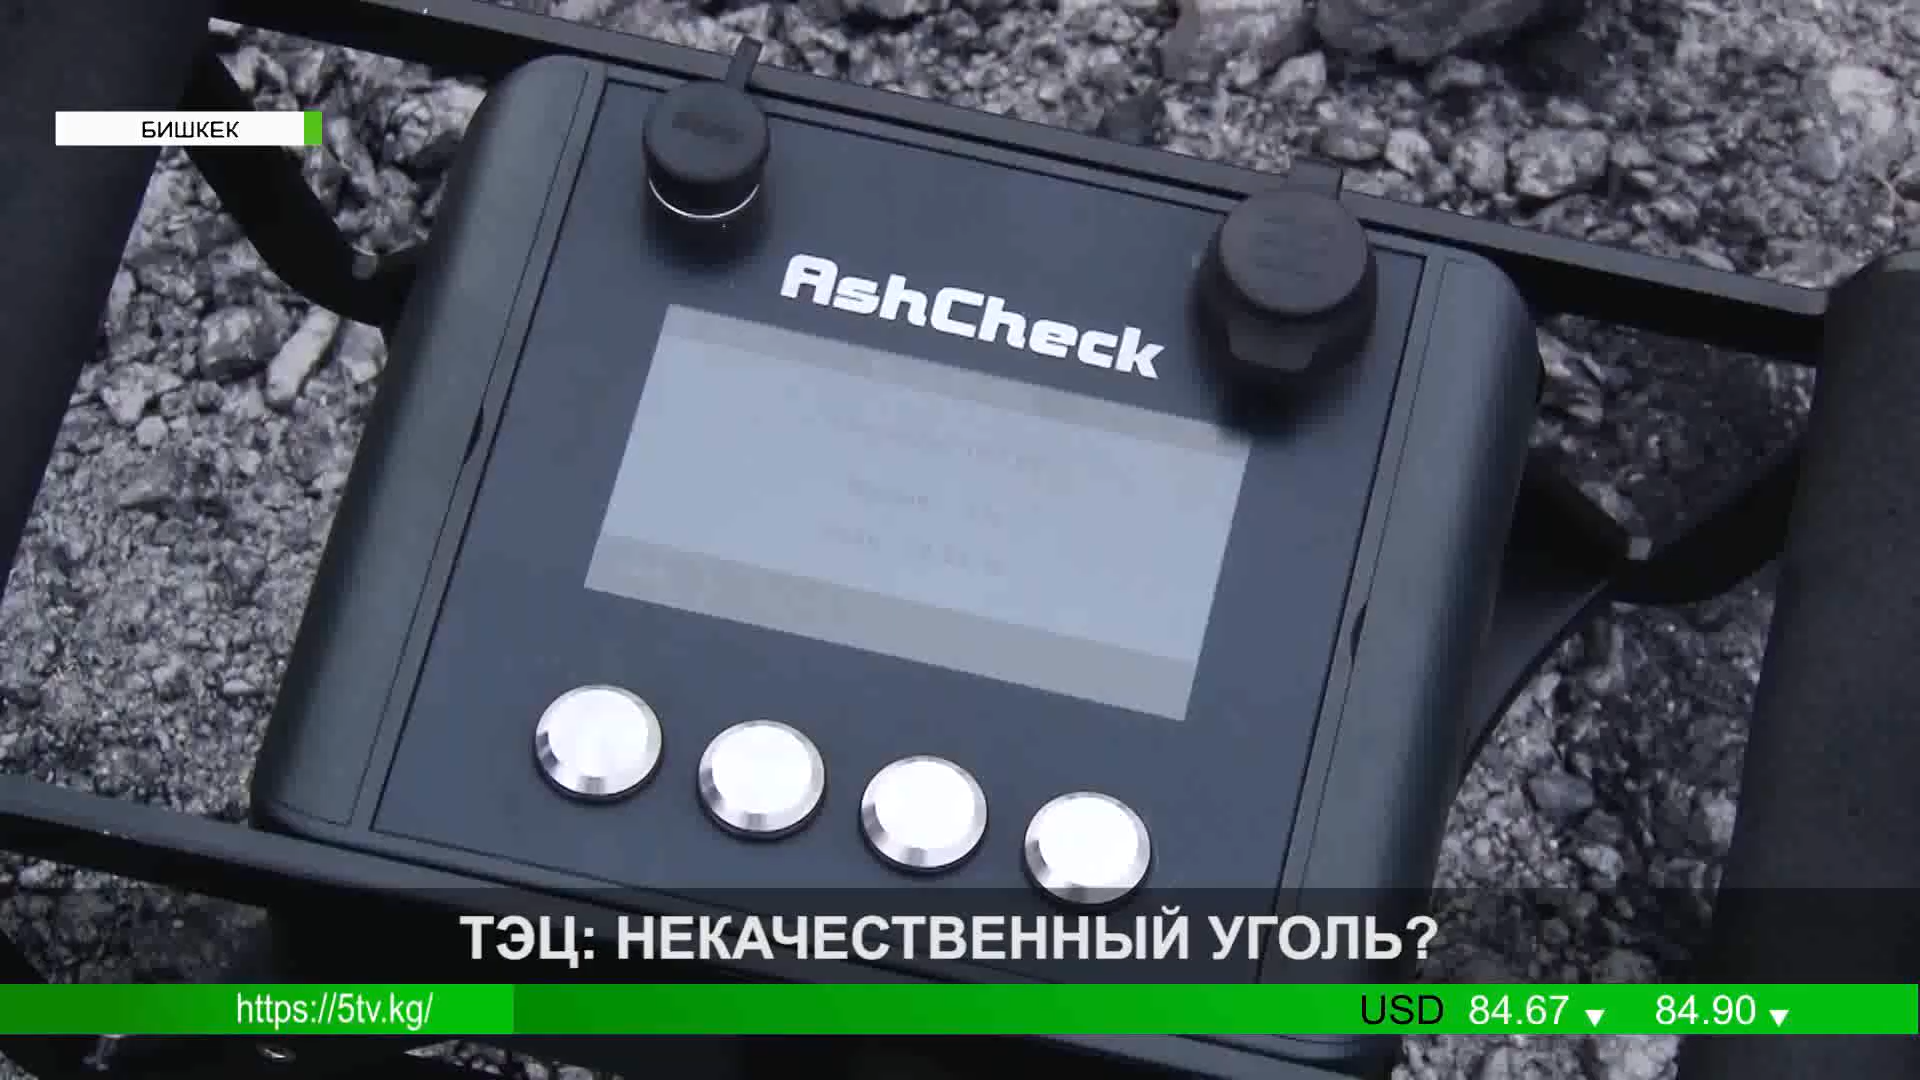 БИШКЕК
AshCheck
ТЭЦ: НЕКАЧЕСТВЕННЫЙ УГОЛЬ?
https://5tv.kg/
USD 84.67 84.90